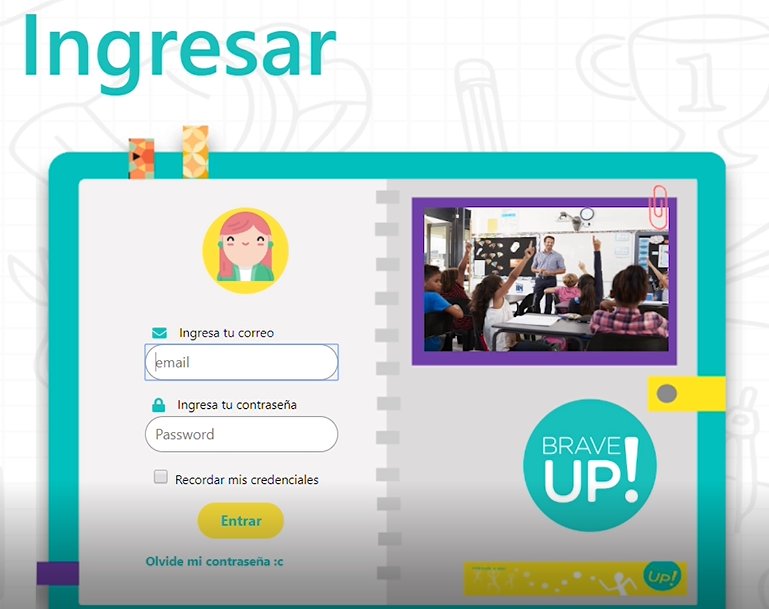 Ingresar
1
Ingresa tu correo
email
Ingresa tu contraseña
Password
Recordar mis credenciales
Entrar
Olvide mi contraseña :c
BRAVE
UP!
UP!